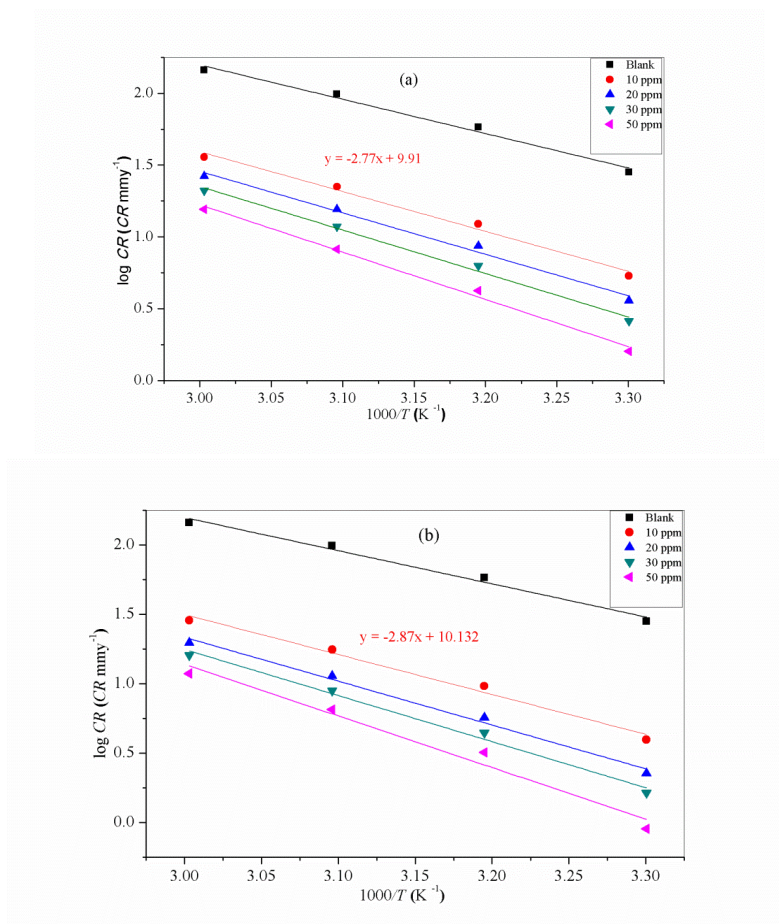 (a)
Blank
10 ppm
20 ppm
30 ppm
50 ppm
y = -2.77x + 9.91
log CR (CR mmy⁻¹)
2.0
1.5
1.0
0.5
0.0
3.00 3.05 3.10 3.15 3.20 3.25 3.30
1000/T (K ⁻¹)
(b)
Blank
10 ppm
20 ppm
30 ppm
50 ppm
y = -2.87x + 10.132
log CR (CR mmy⁻¹)
2.0
1.5
1.0
0.5
0.0
3.00 3.05 3.10 3.15 3.20 3.25 3.30
1000/T (K ⁻¹)